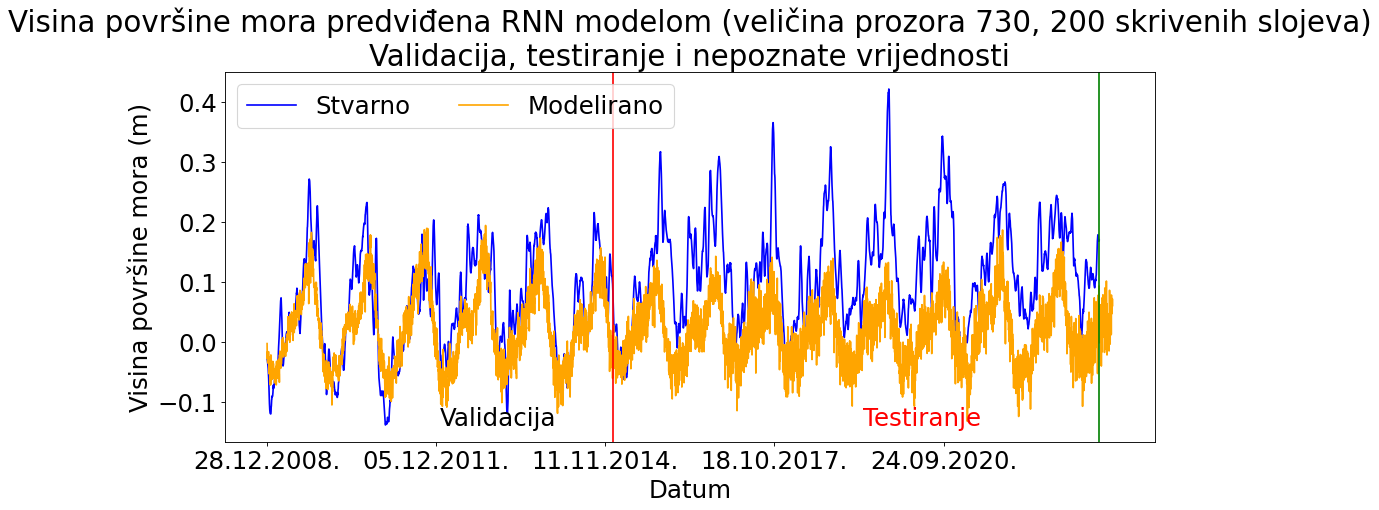 Visina površine mora predviđena RNN modelom (veličina prozora 730, 200 skrivenih slojeva)
Validacija, testiranje i nepoznate vrijednosti
Stvarno Modelirano
Visina površine mora (m)
0.4
0.3
0.2
0.1
0.0
−0.1
Validacija Testiranje
28.12.2008. 05.12.2011. 11.11.2014. 18.10.2017. 24.09.2020.
Datum